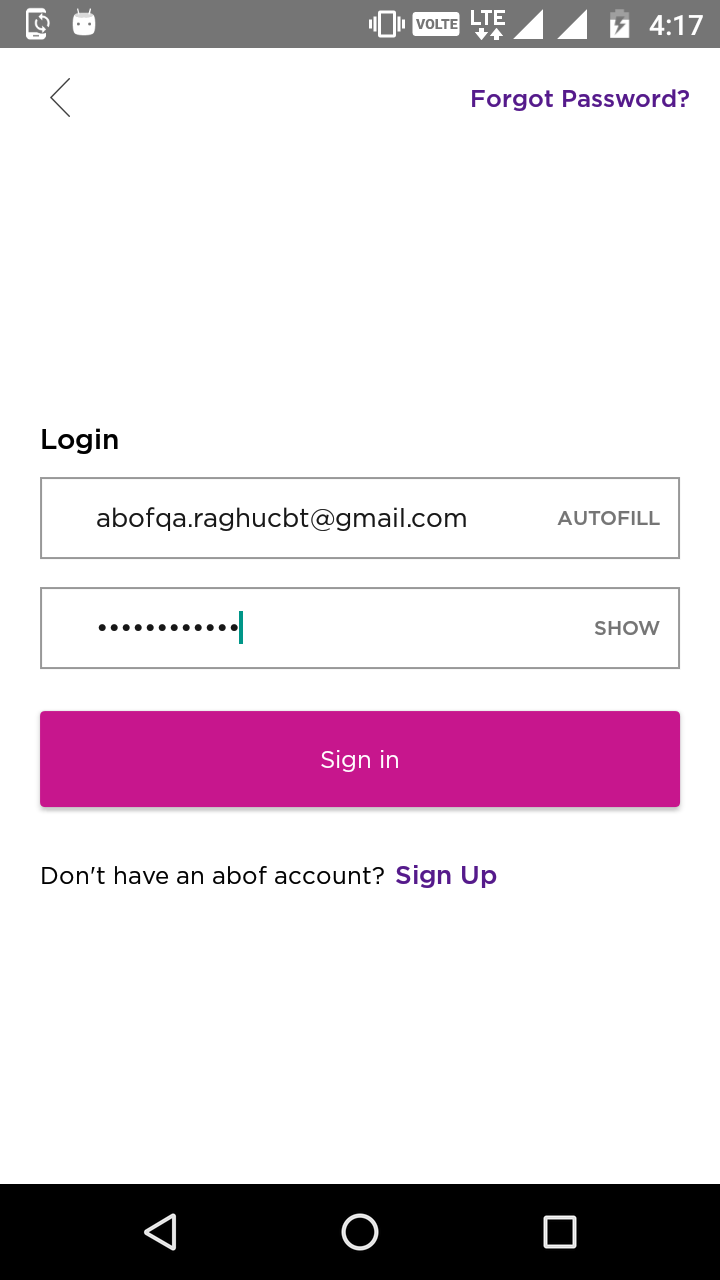 VOLTE LTE 4:17
Forgot Password?
Login
abofqa.raghucbt@gmail.com AUTOFILL
•••••••••••• SHOW
Sign in
Don't have an abof account? Sign Up